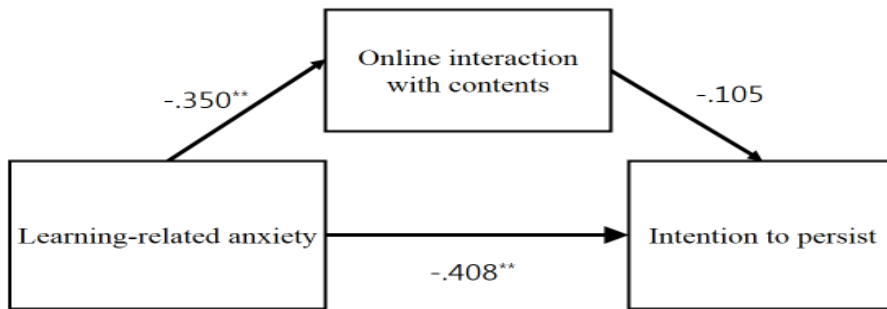 Online interaction
with contents
-.350**
-.105
Learning-related anxiety
Intention to persist
-.408**